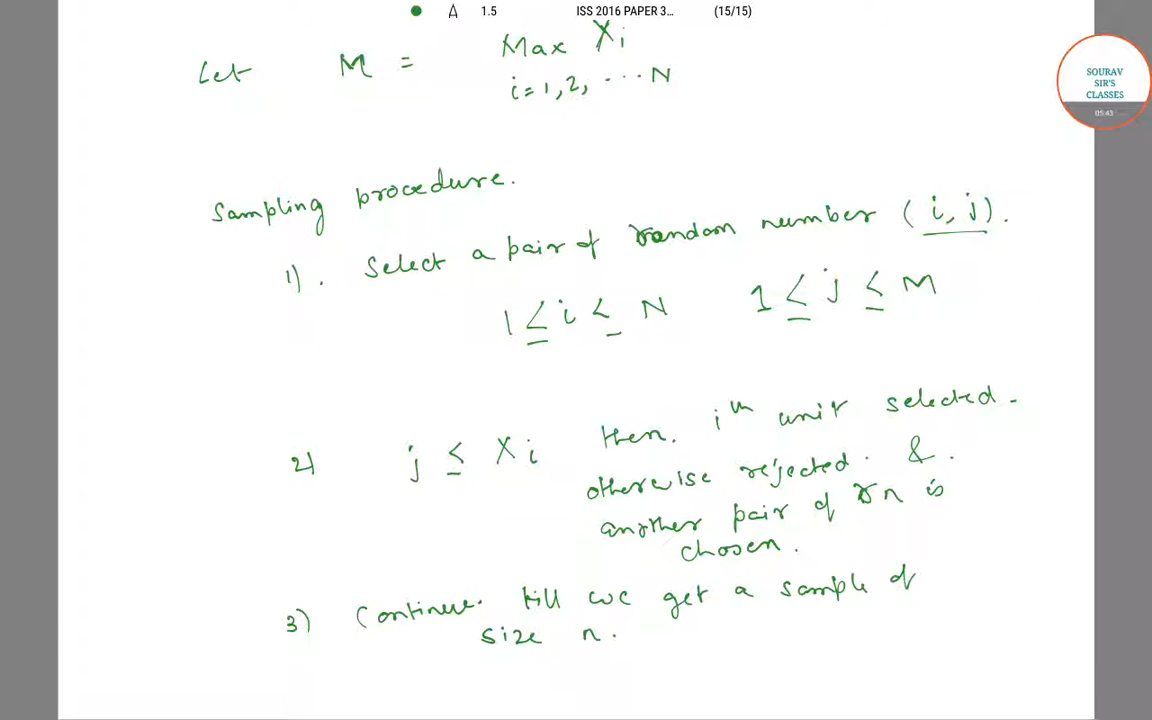 1.5 ISS 2016 PAPER 3... (15/15)
SOURAV
SIR'S
CLASSES
05:43
Let M = Max Xi
i=1,2, ... N
Sampling procedure.
1). Select a pair of random number (i, j).
1 ≤ i ≤ N 1 ≤ j ≤ M
2) j ≤ Xi then. ith unit selected.
otherwise rejected. &.
another pair of rn is
chosen.
3) Continue. till we get a sample of
size n.